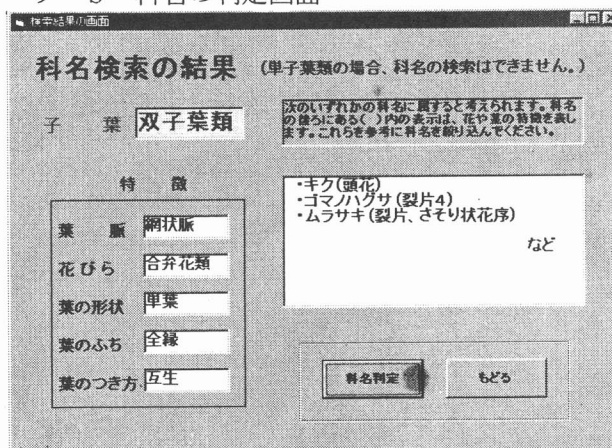 検索結果の画面
科名検索の結果 (単子葉類の場合、科名の検索はできません。)
子 葉 双子葉類
次のいずれかの科名に属すると考えられます。科名
の後ろにある( )内の表示は、花や葉の特徴を表し
ます。これらを参考に科名を絞り込んでください。
特 徴
葉 脈 網状脈
花びら 合弁花類
葉の形状 単葉
葉のふち 全縁
葉のつき方 互生
・キク(頭花)
・ゴマノハグサ(裂片4)
・ムラサキ(裂片、さそり状花序)
など
科名判定 もどる